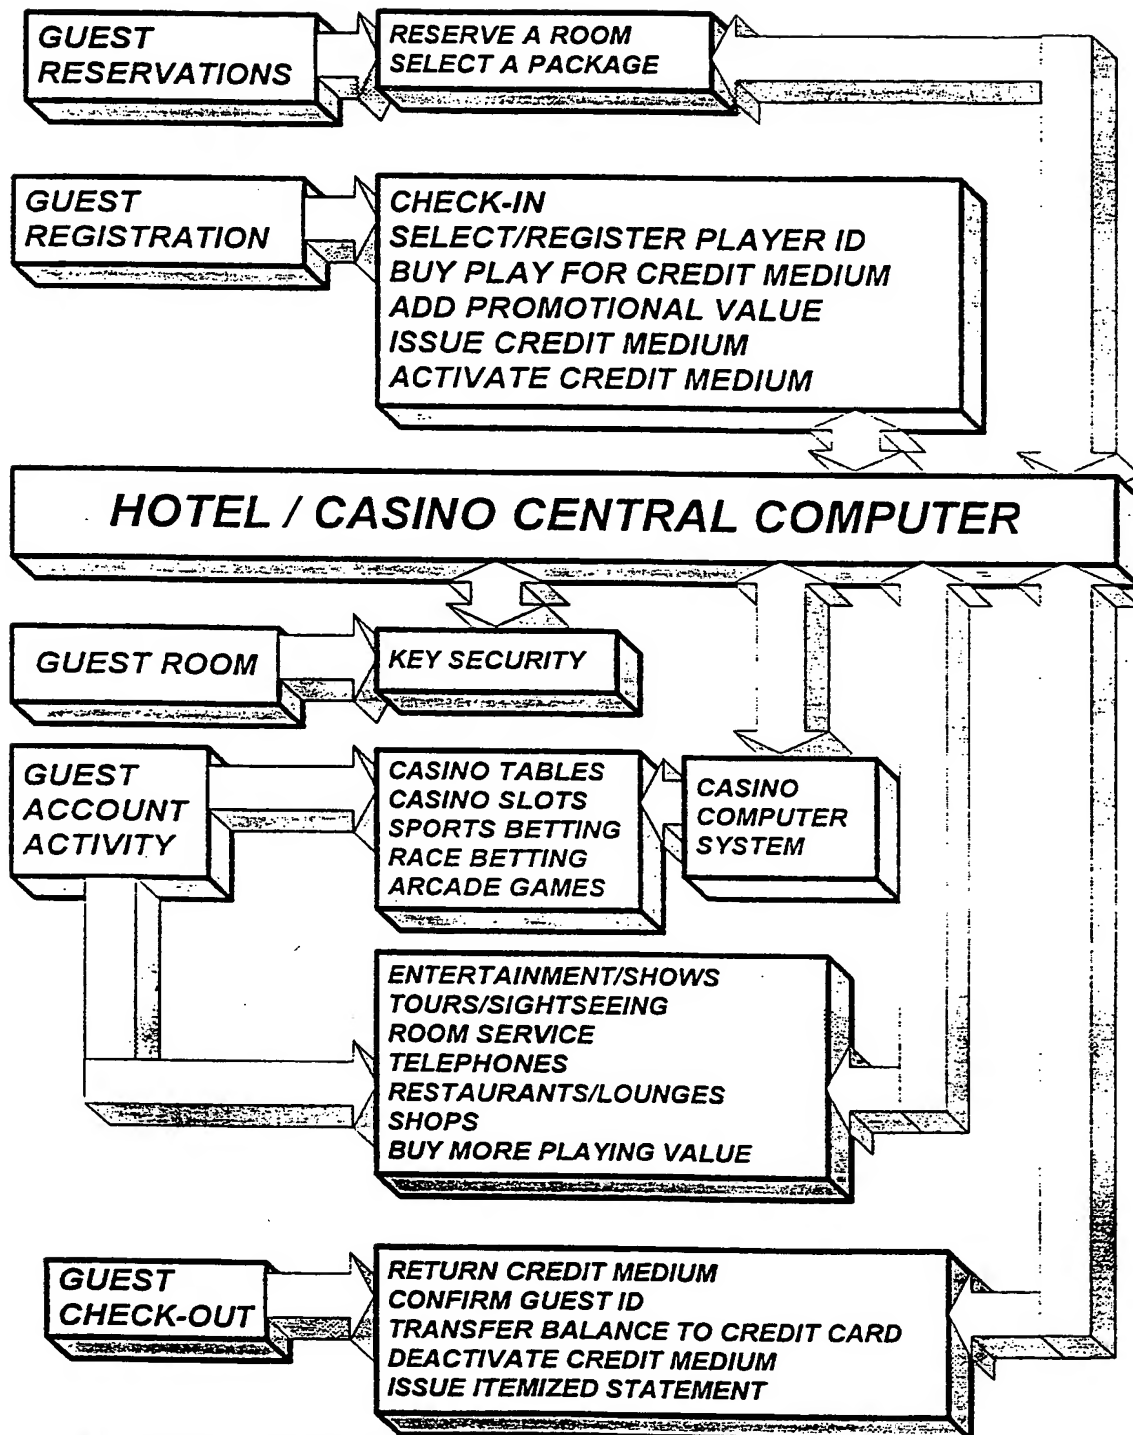 GUEST
RESERVATIONS
RESERVE A ROOM
SELECT A PACKAGE
GUEST
REGISTRATION
CHECK-IN
SELECT/REGISTER PLAYER ID
BUY PLAY FOR CREDIT MEDIUM
ADD PROMOTIONAL VALUE
ISSUE CREDIT MEDIUM
ACTIVATE CREDIT MEDIUM
HOTEL / CASINO CENTRAL COMPUTER
GUEST ROOM
KEY SECURITY
GUEST
ACCOUNT
ACTIVITY
CASINO TABLES
CASINO SLOTS
SPORTS BETTING
RACE BETTING
ARCADE GAMES
CASINO
COMPUTER
SYSTEM
ENTERTAINMENT/SHOWS
TOURS/SIGHTSEEING
ROOM SERVICE
TELEPHONES
RESTAURANTS/LOUNGES
SHOPS
BUY MORE PLAYING VALUE
GUEST
CHECK-OUT
RETURN CREDIT MEDIUM
CONFIRM GUEST ID
TRANSFER BALANCE TO CREDIT CARD
DEACTIVATE CREDIT MEDIUM
ISSUE ITEMIZED STATEMENT